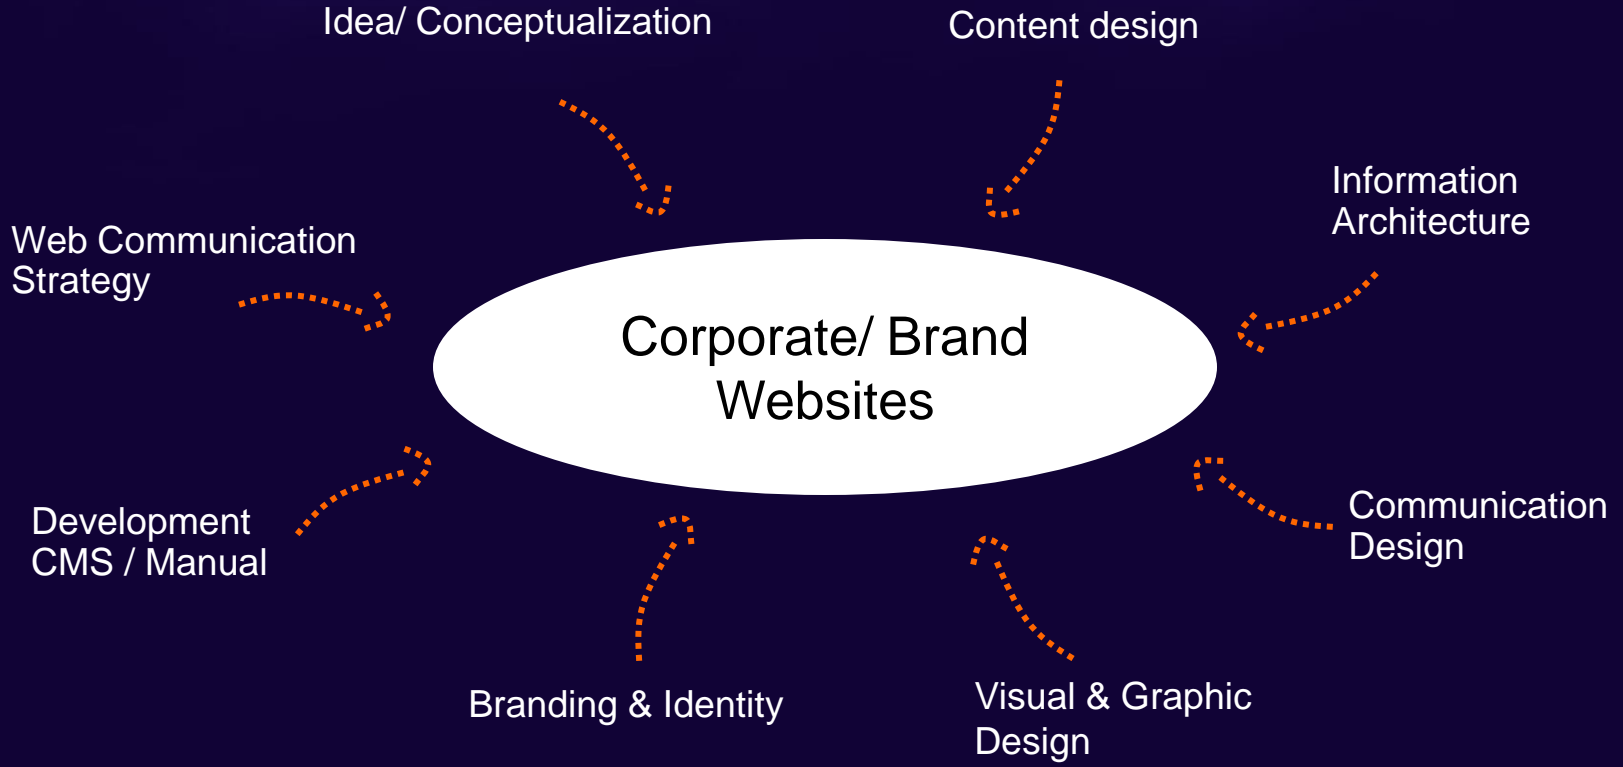 Idea/ Conceptualization
Content design
Information
Architecture
Web Communication
Strategy
Corporate/ Brand
Websites
Communication
Design
Development
CMS / Manual
Branding & Identity
Visual & Graphic
Design